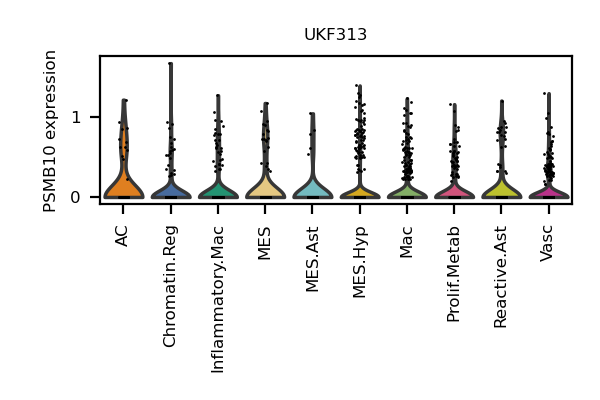 UKF313
PSMB10 expression
1
0
AC
Chromatin.Reg
Inflammatory.Mac
MES
MES.Ast
MES.Hyp
Mac
Prolif.Metab
Reactive.Ast
Vasc